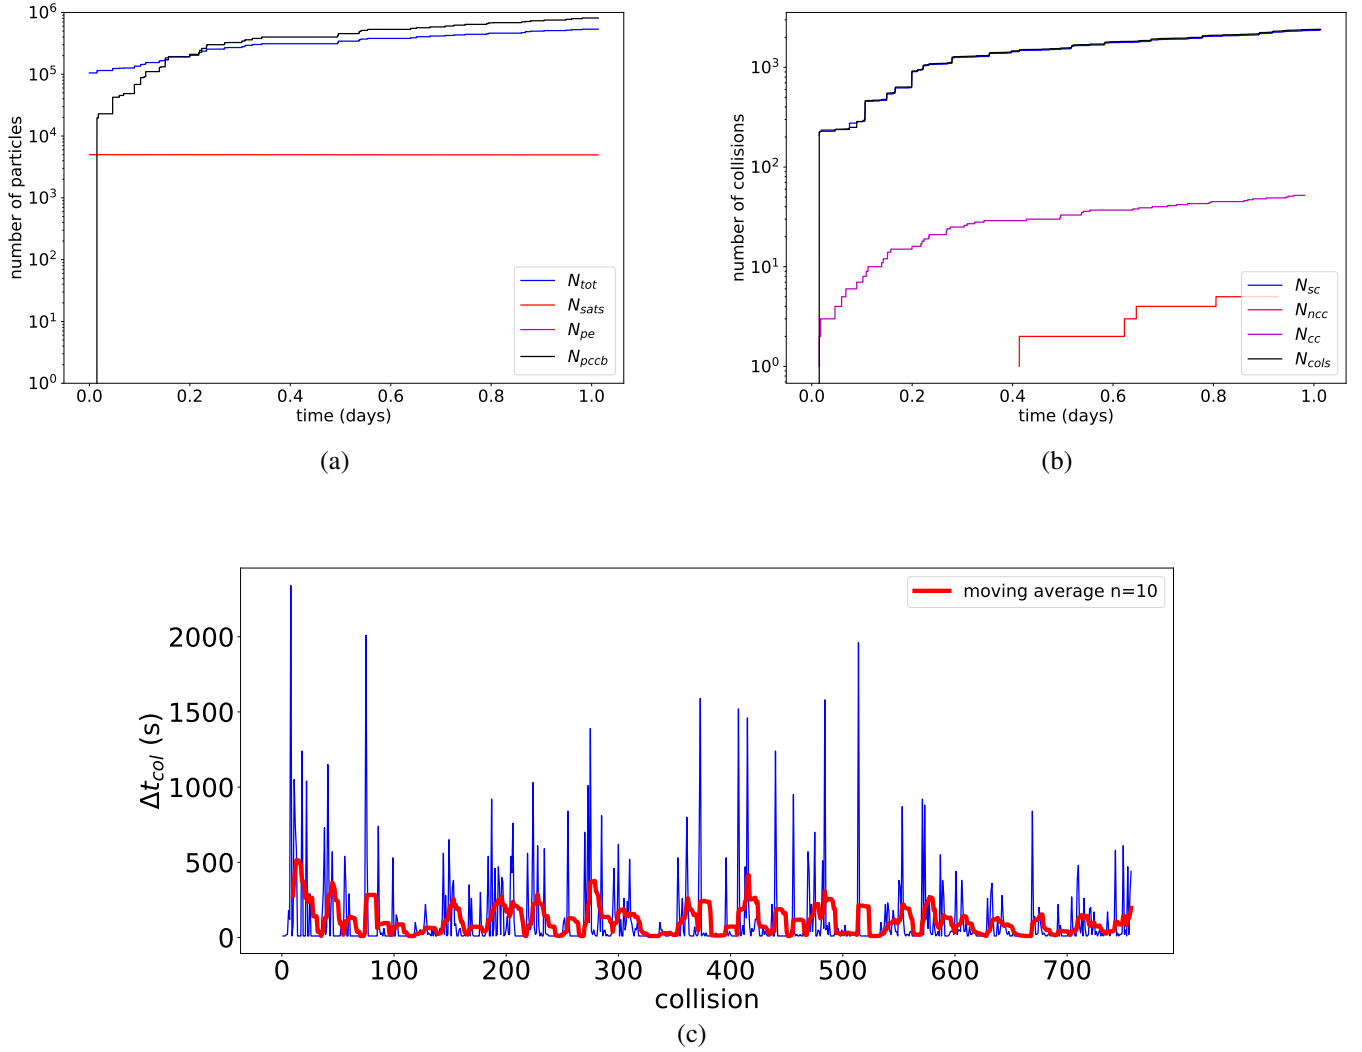 10^6
10^5
10^4
10^3
10^2
10^1
10^0
number of particles
N_tot
N_sats
N_pe
N_pccb
0.0 0.2 0.4 0.6 0.8 1.0
time (days)
(a)
10^3
10^2
10^1
10^0
number of collisions
N_sc
N_ncc
N_cc
N_cols
0.0 0.2 0.4 0.6 0.8 1.0
time (days)
(b)
moving average n=10
2000
1500
1000
500
0
Δt_col (s)
0 100 200 300 400 500 600 700
collision
(c)